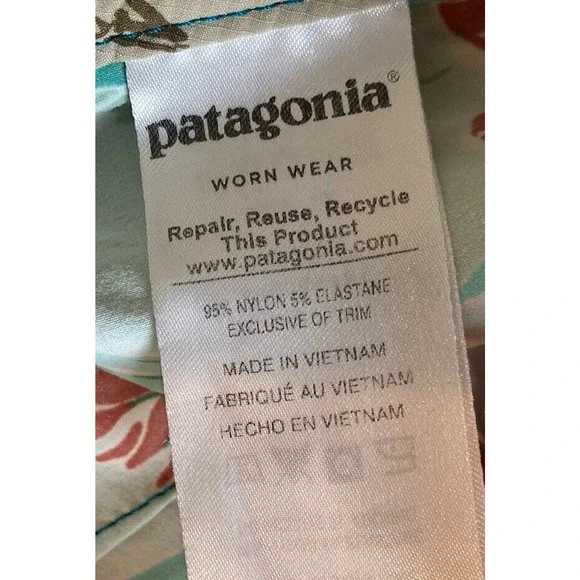 patagonia®
WORN WEAR
Repair, Reuse, Recycle
This Product
www.patagonia.com
95% NYLON 5% ELASTANE
EXCLUSIVE OF TRIM
MADE IN VIETNAM
FABRIQUÉ AU VIETNAM
HECHO EN VIETNAM